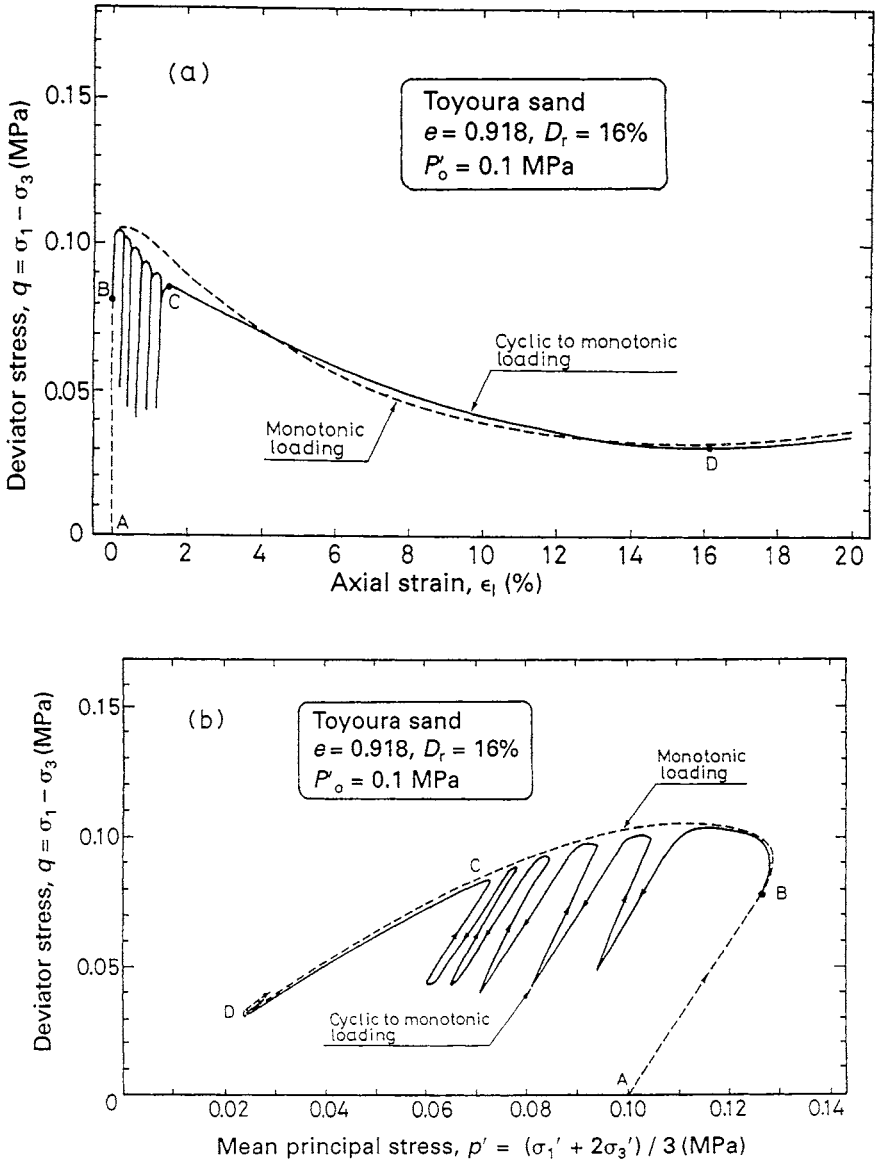 (a)
Toyoura sand
e = 0.918, Dᵣ = 16%
P′ₒ = 0.1 MPa
Deviator stress, q = σ₁ − σ₃ (MPa)
0.15
0.10
0.05
0
B
C
A
D
Cyclic to monotonic
loading
Monotonic
loading
0 2 4 6 8 10 12 14 16 18 20
Axial strain, ϵₗ (%)
(b)
Toyoura sand
e = 0.918, Dᵣ = 16%
P′ₒ = 0.1 MPa
Deviator stress, q = σ₁ − σ₃ (MPa)
0.15
0.10
0.05
0
Monotonic
loading
C
B
D
Cyclic to monotonic
loading
A
0 0.02 0.04 0.06 0.08 0.10 0.12 0.14
Mean principal stress, p′ = (σ₁′ + 2σ₃′) / 3 (MPa)